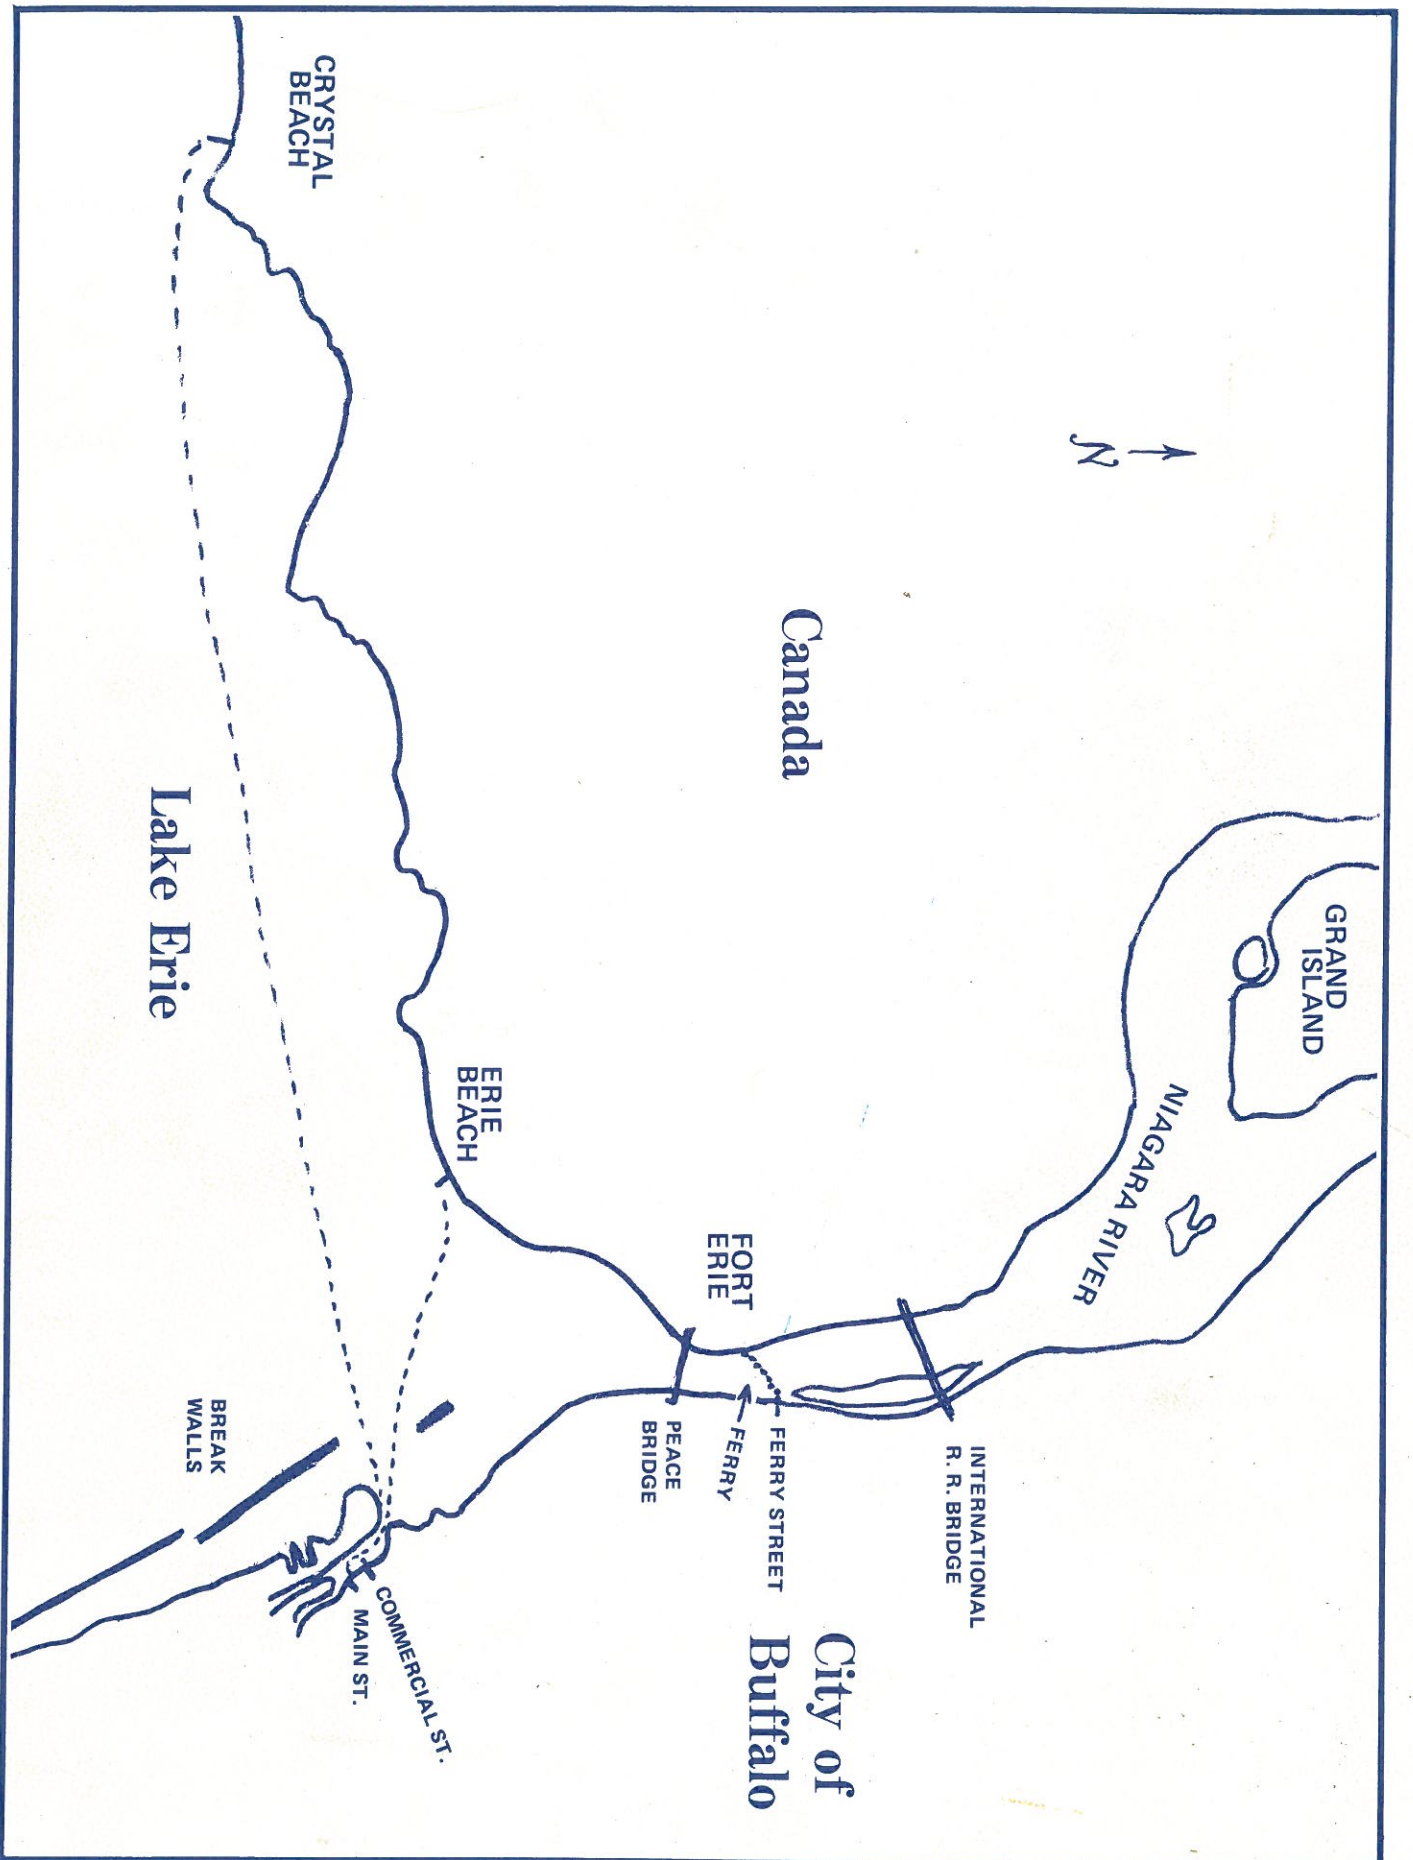 CRYSTAL
BEACH
N
Canada
GRAND
ISLAND
NIAGARA RIVER
Lake Erie
ERIE
BEACH
FORT
ERIE
INTERNATIONAL
R. R. BRIDGE
FERRY STREET
FERRY
PEACE
BRIDGE
BREAK
WALLS
COMMERCIAL ST.
MAIN ST.
City of
Buffalo